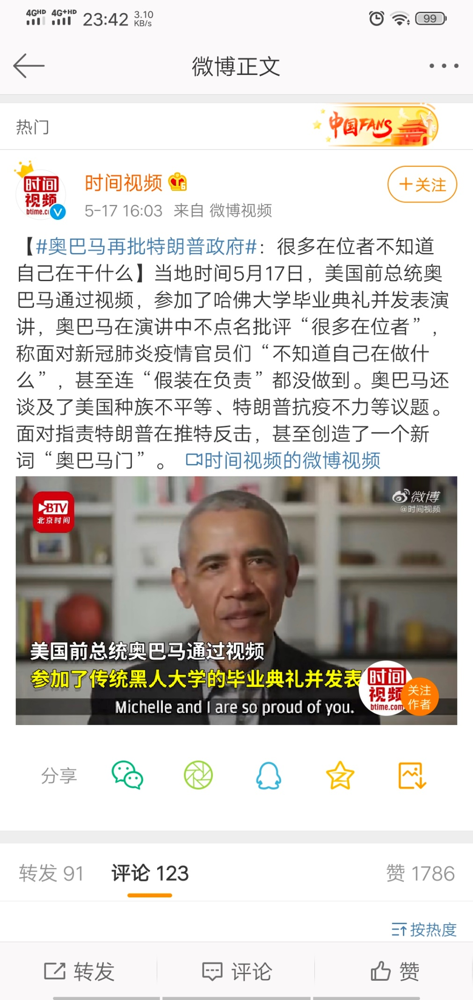 4GHD 4G+HD 23:42 3.10 KB/s 99
微博正文
热门
中国FANS
时间视频
btime.c
时间视频 6
+关注
5-17 16:03 来自 微博视频
【#奥巴马再批特朗普政府#：很多在位者不知道
自己在干什么】当地时间5月17日，美国前总统奥
巴马通过视频，参加了哈佛大学毕业典礼并发表演
讲，奥巴马在演讲中不点名批评“很多在位者”，
称面对新冠肺炎疫情官员们“不知道自己在做什
么”，甚至连“假装在负责”都没做到。奥巴马还
谈及了美国种族不平等、特朗普抗疫不力等议题。
面对指责特朗普在推特反击，甚至创造了一个新
词“奥巴马门”。 时间视频的微博视频
BTV
北京时间
微博
@时间视频
美国前总统奥巴马通过视频
参加了传统黑人大学的毕业典礼并发表
时间
视频
btime.com
关注
作者
Michelle and I are so proud of you.
分享
转发 91 评论 123 赞 1786
按热度
转发 评论 赞